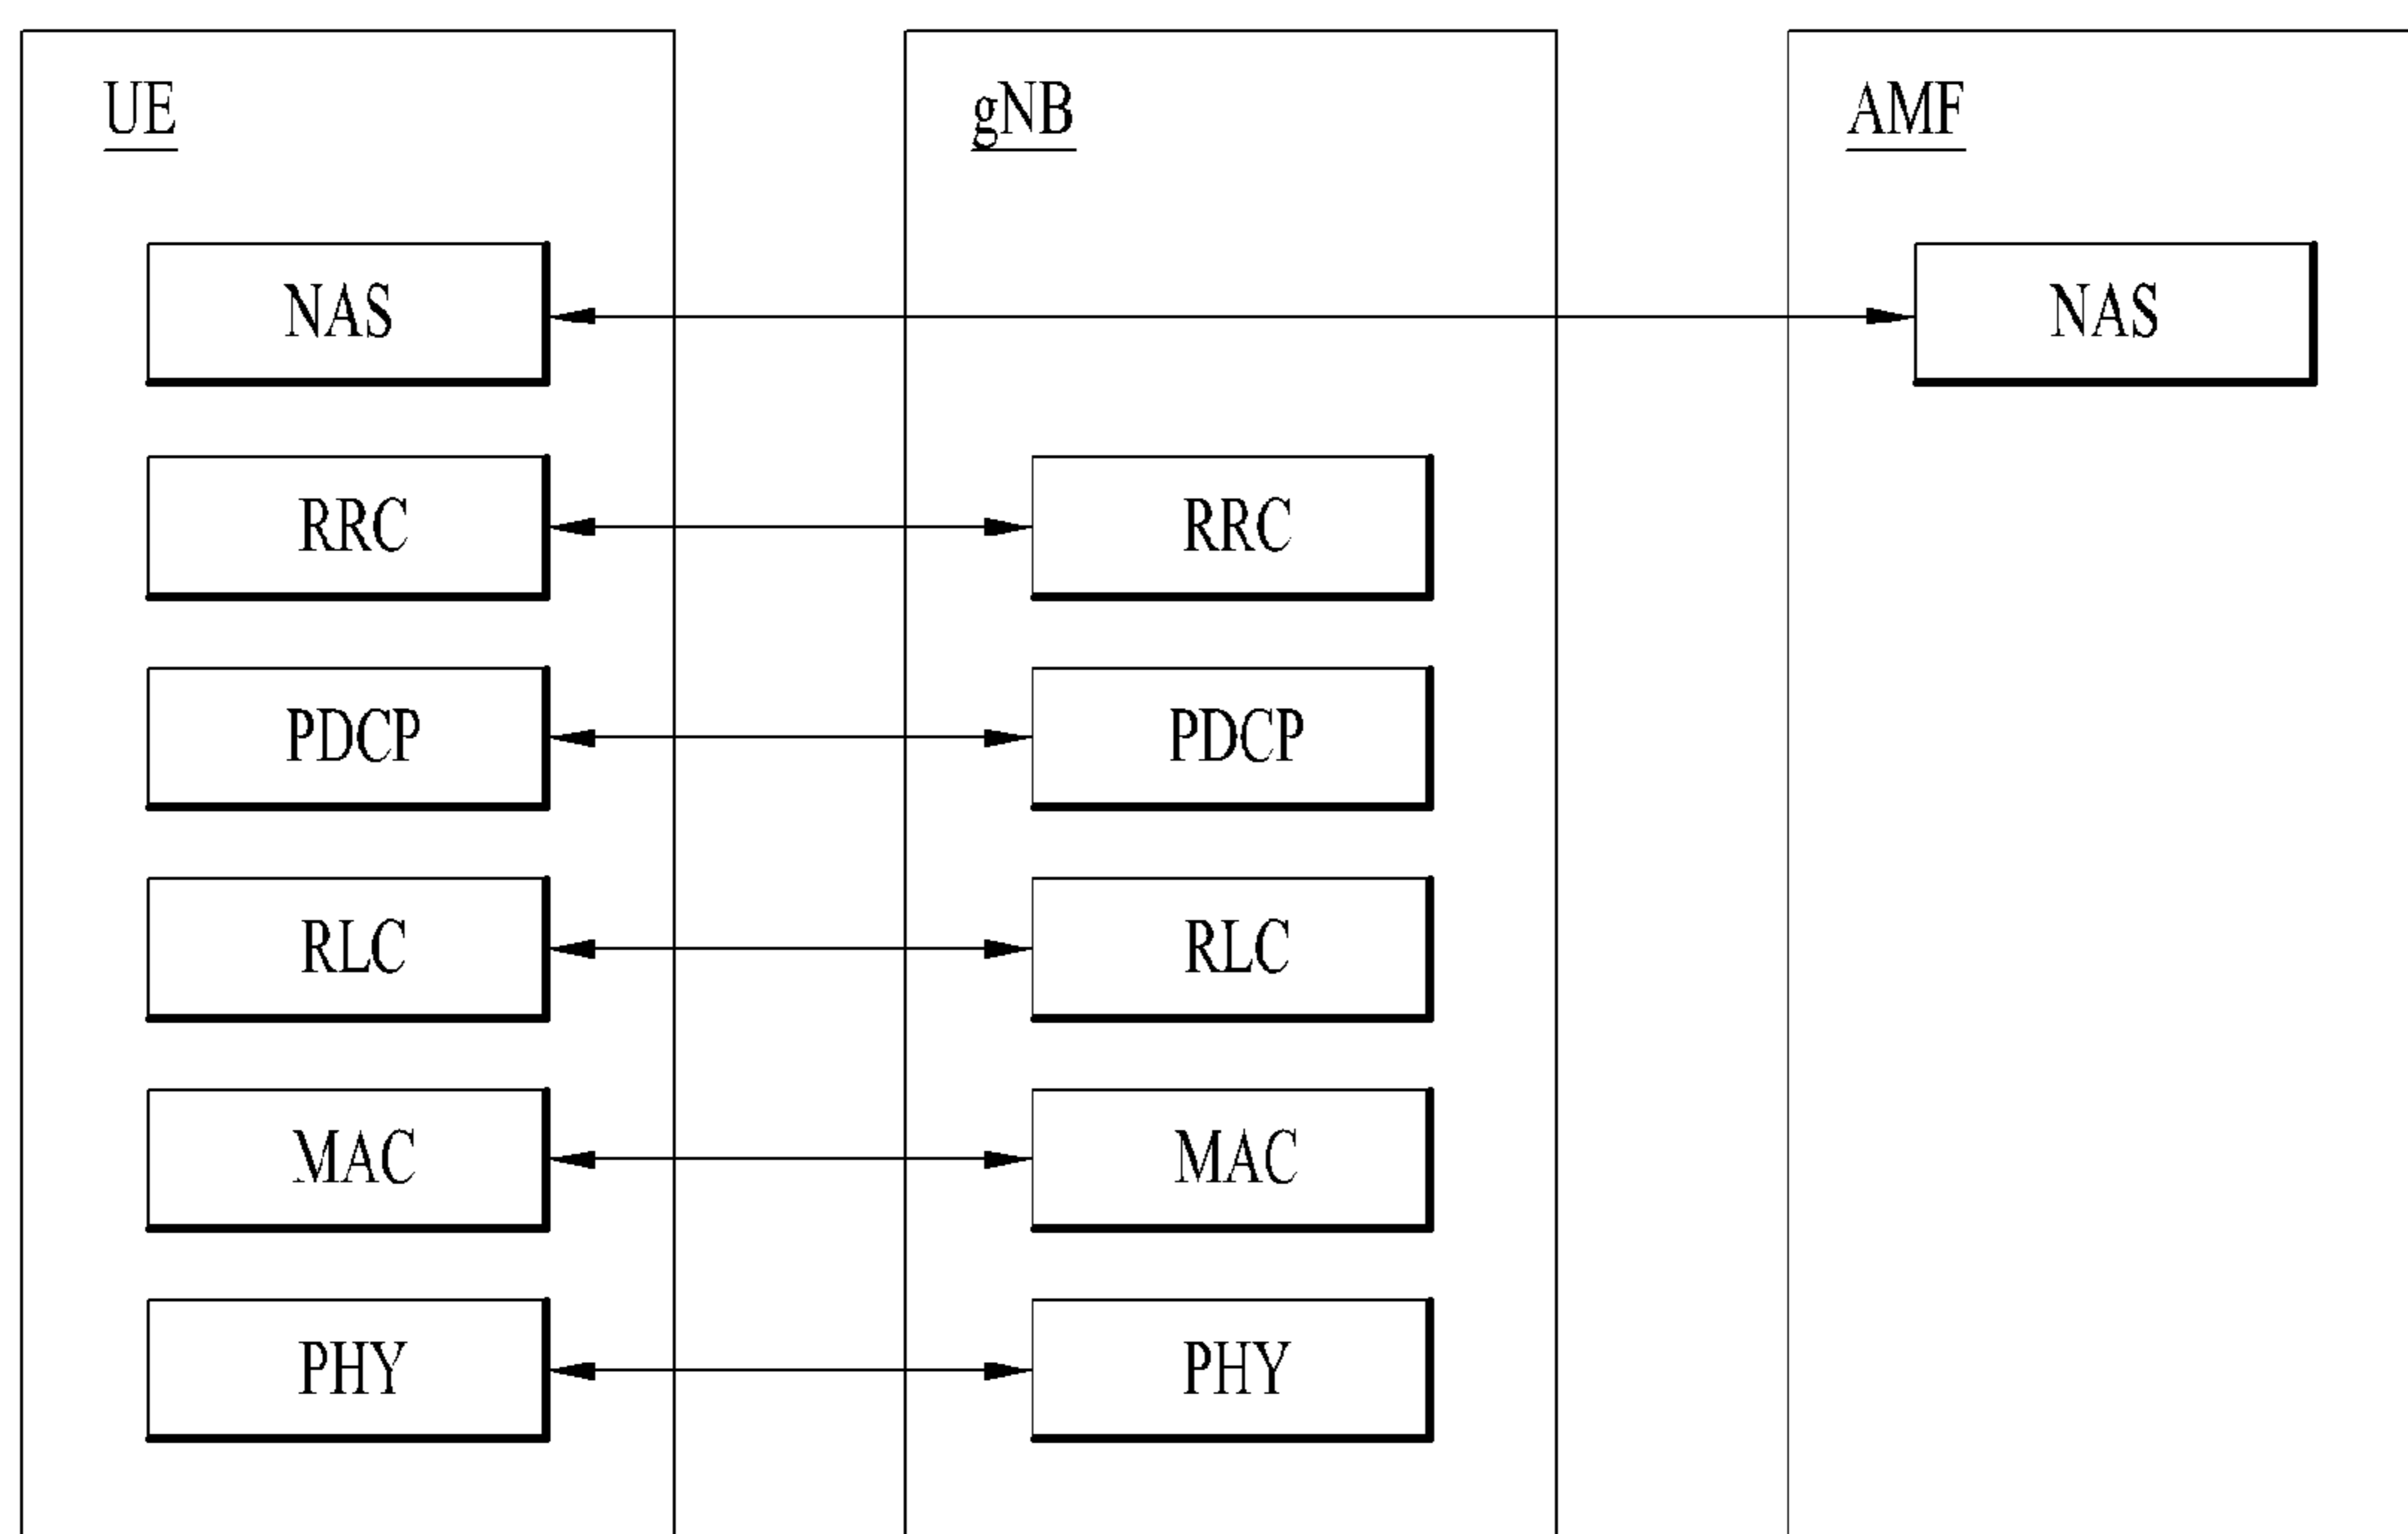 UE gNB AMF
NAS NAS
RRC RRC
PDCP PDCP
RLC RLC
MAC MAC
PHY PHY